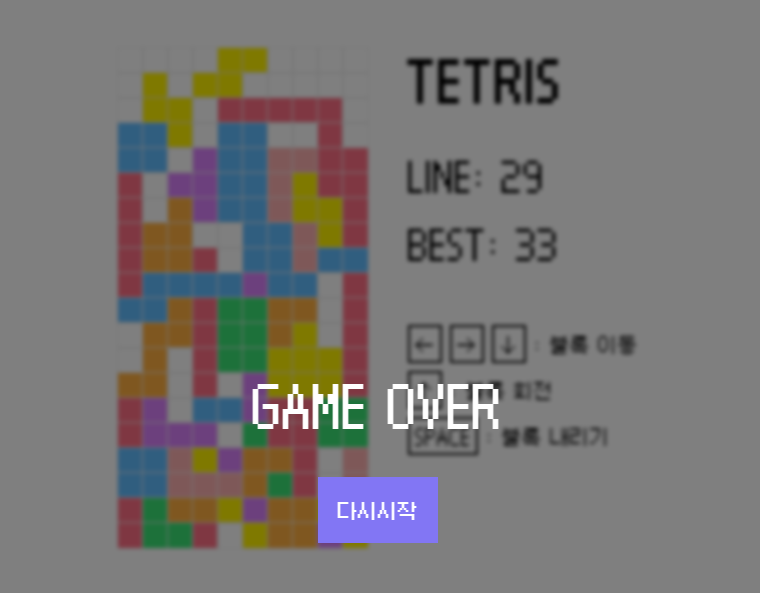 TETRIS
LINE: 29
BEST: 33
← → ↓ : 블록 이동
회전
SPACE : 블록 내리기
GAME OVER
다시시작